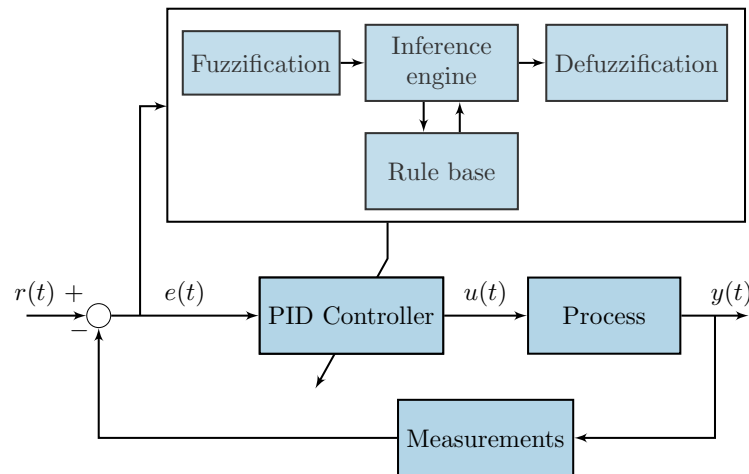 Fuzzification
Inference
engine
Defuzzification
Rule base
r(t) +
−
e(t)
PID Controller
u(t)
Process
y(t)
Measurements